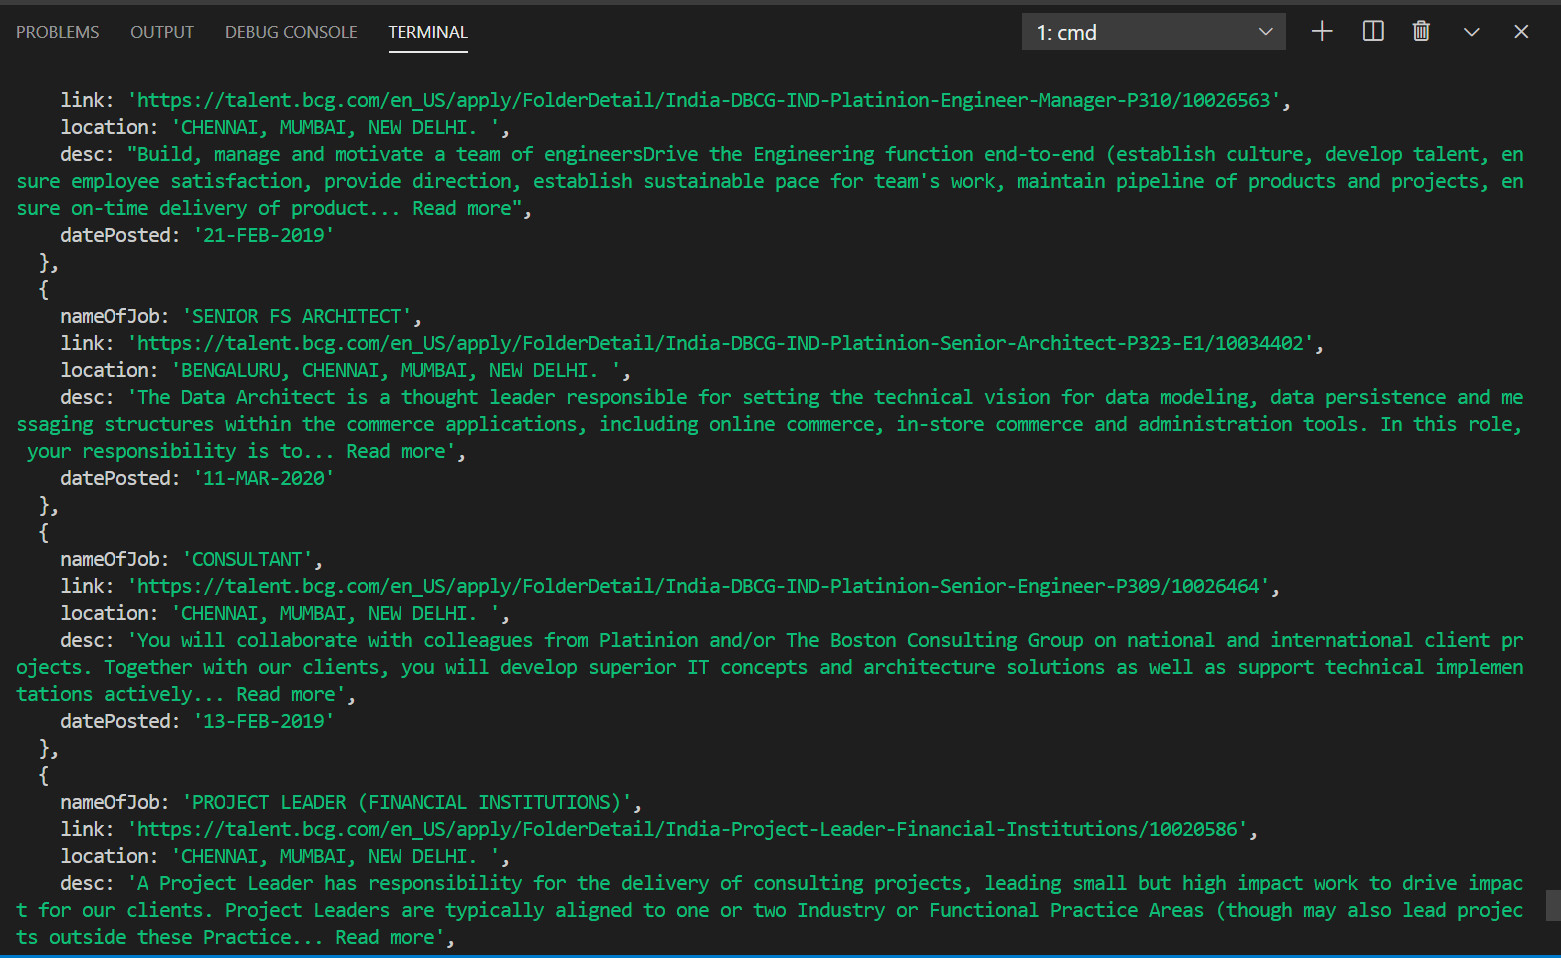 PROBLEMS OUTPUT DEBUG CONSOLE TERMINAL 1: cmd
link: 'https://talent.bcg.com/en_US/apply/FolderDetail/India-DBCG-IND-Platinion-Engineer-Manager-P310/10026563',
location: 'CHENNAI, MUMBAI, NEW DELHI. ',
desc: "Build, manage and motivate a team of engineersDrive the Engineering function end-to-end (establish culture, develop talent, en
sure employee satisfaction, provide direction, establish sustainable pace for team's work, maintain pipeline of products and projects, en
sure on-time delivery of product... Read more",
datePosted: '21-FEB-2019'
},
{
nameOfJob: 'SENIOR FS ARCHITECT',
link: 'https://talent.bcg.com/en_US/apply/FolderDetail/India-DBCG-IND-Platinion-Senior-Architect-P323-E1/10034402',
location: 'BENGALURU, CHENNAI, MUMBAI, NEW DELHI. ',
desc: 'The Data Architect is a thought leader responsible for setting the technical vision for data modeling, data persistence and me
ssaging structures within the commerce applications, including online commerce, in-store commerce and administration tools. In this role,
your responsibility is to... Read more',
datePosted: '11-MAR-2020'
},
{
nameOfJob: 'CONSULTANT',
link: 'https://talent.bcg.com/en_US/apply/FolderDetail/India-DBCG-IND-Platinion-Senior-Engineer-P309/10026464',
location: 'CHENNAI, MUMBAI, NEW DELHI. ',
desc: 'You will collaborate with colleagues from Platinion and/or The Boston Consulting Group on national and international client pr
ojects. Together with our clients, you will develop superior IT concepts and architecture solutions as well as support technical implemen
tations actively... Read more',
datePosted: '13-FEB-2019'
},
{
nameOfJob: 'PROJECT LEADER (FINANCIAL INSTITUTIONS)',
link: 'https://talent.bcg.com/en_US/apply/FolderDetail/India-Project-Leader-Financial-Institutions/10020586',
location: 'CHENNAI, MUMBAI, NEW DELHI. ',
desc: 'A Project Leader has responsibility for the delivery of consulting projects, leading small but high impact work to drive impac
t for our clients. Project Leaders are typically aligned to one or two Industry or Functional Practice Areas (though may also lead projec
ts outside these Practice... Read more',